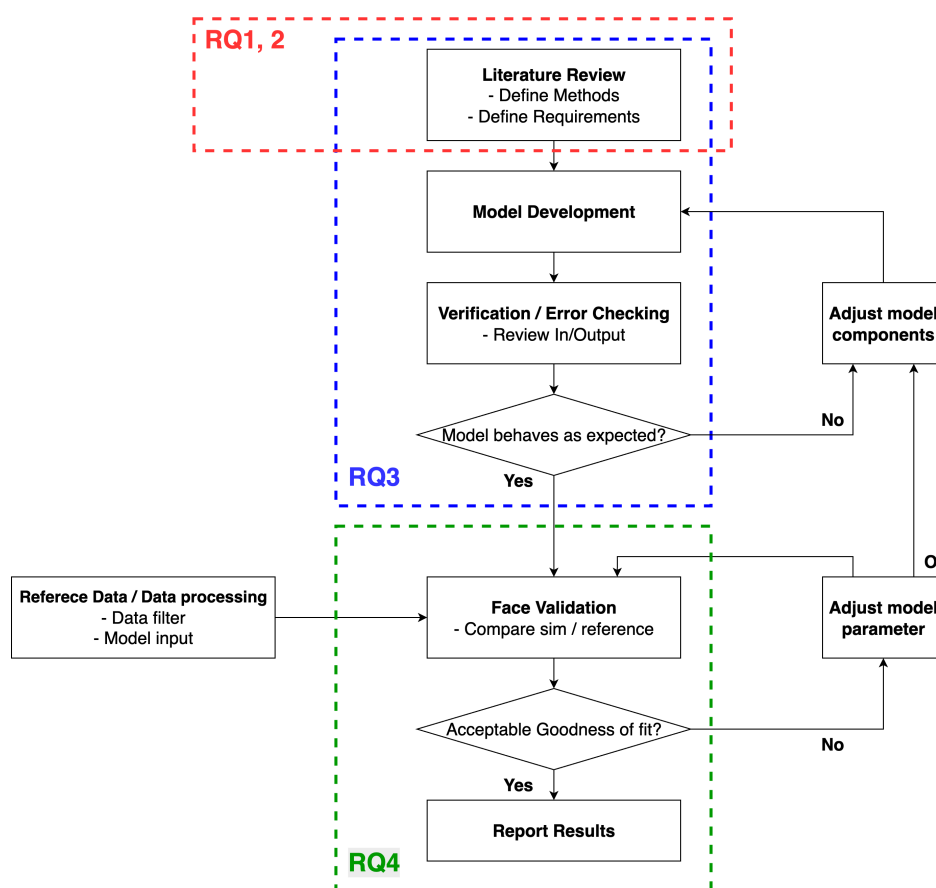 RQ1, 2
Literature Review
- Define Methods
- Define Requirements
Model Development
Verification / Error Checking
- Review In/Output
Adjust model
components
Model behaves as expected?
No
RQ3
Yes
O
Referece Data / Data processing
- Data filter
- Model input
Face Validation
- Compare sim / reference
Adjust model
parameter
Acceptable Goodness of fit?
No
Yes
Report Results
RQ4